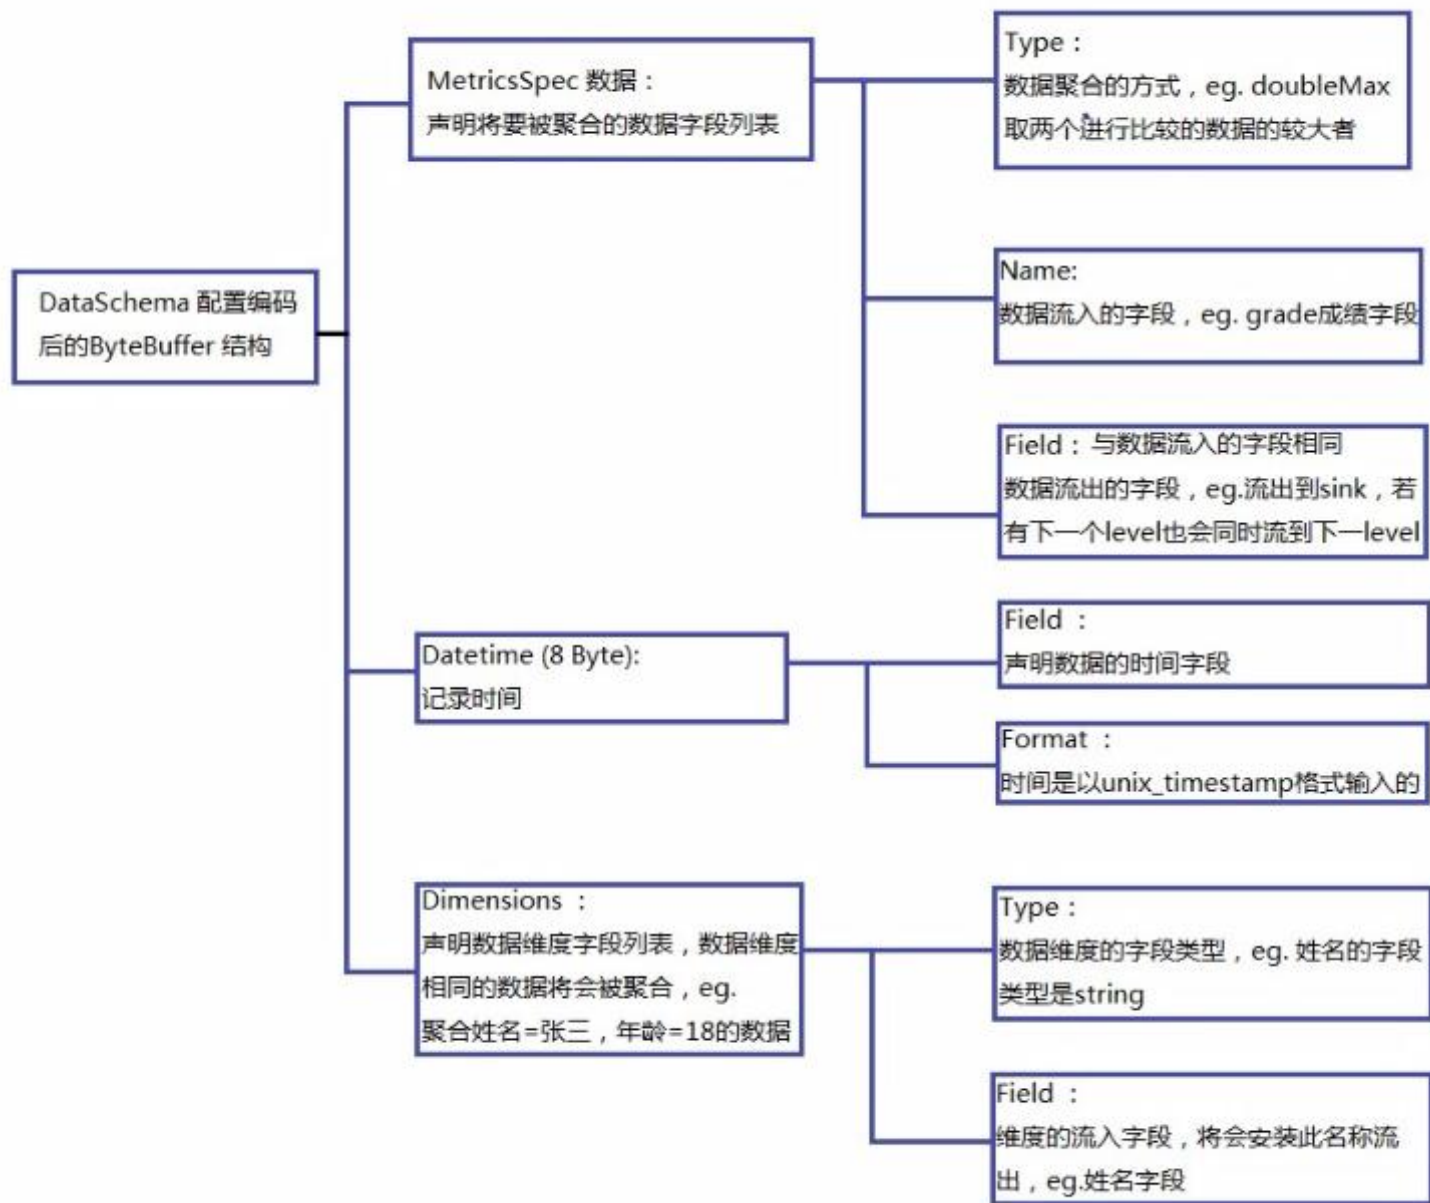 DataSchema 配置编码
后的ByteBuffer 结构
MetricsSpec 数据：
声明将要被聚合的数据字段列表
Type：
数据聚合的方式，eg. doubleMax
取两个进行比较的数据的较大者
Name:
数据流入的字段，eg. grade成绩字段
Field：与数据流入的字段相同
数据流出的字段，eg.流出到sink，若
有下一个level也会同时流到下一level
Datetime (8 Byte):
记录时间
Field ：
声明数据的时间字段
Format ：
时间是以unix_timestamp格式输入的
Dimensions ：
声明数据维度字段列表，数据维度
相同的数据将会被聚合，eg.
聚合姓名=张三，年龄=18的数据
Type：
数据维度的字段类型，eg. 姓名的字段
类型是string
Field ：
维度的流入字段，将会安装此名称流
出，eg.姓名字段